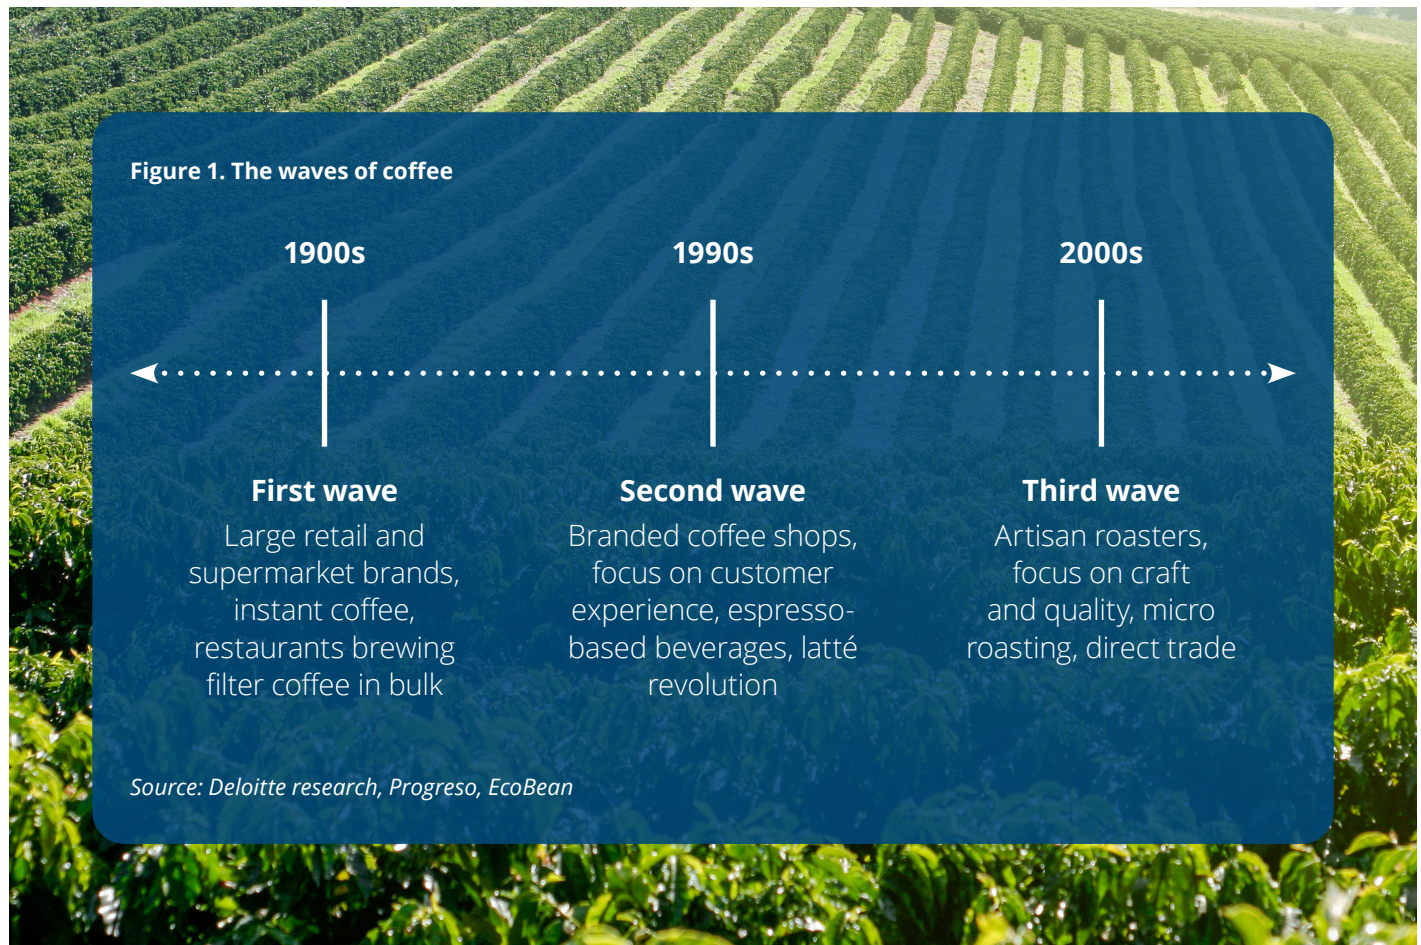 Figure 1. The waves of coffee
1900s
1990s
2000s
First wave
Large retail and
supermarket brands,
instant coffee,
restaurants brewing
filter coffee in bulk
Second wave
Branded coffee shops,
focus on customer
experience, espresso-
based beverages, latté
revolution
Third wave
Artisan roasters,
focus on craft
and quality, micro
roasting, direct trade
Source: Deloitte research, Progreso, EcoBean